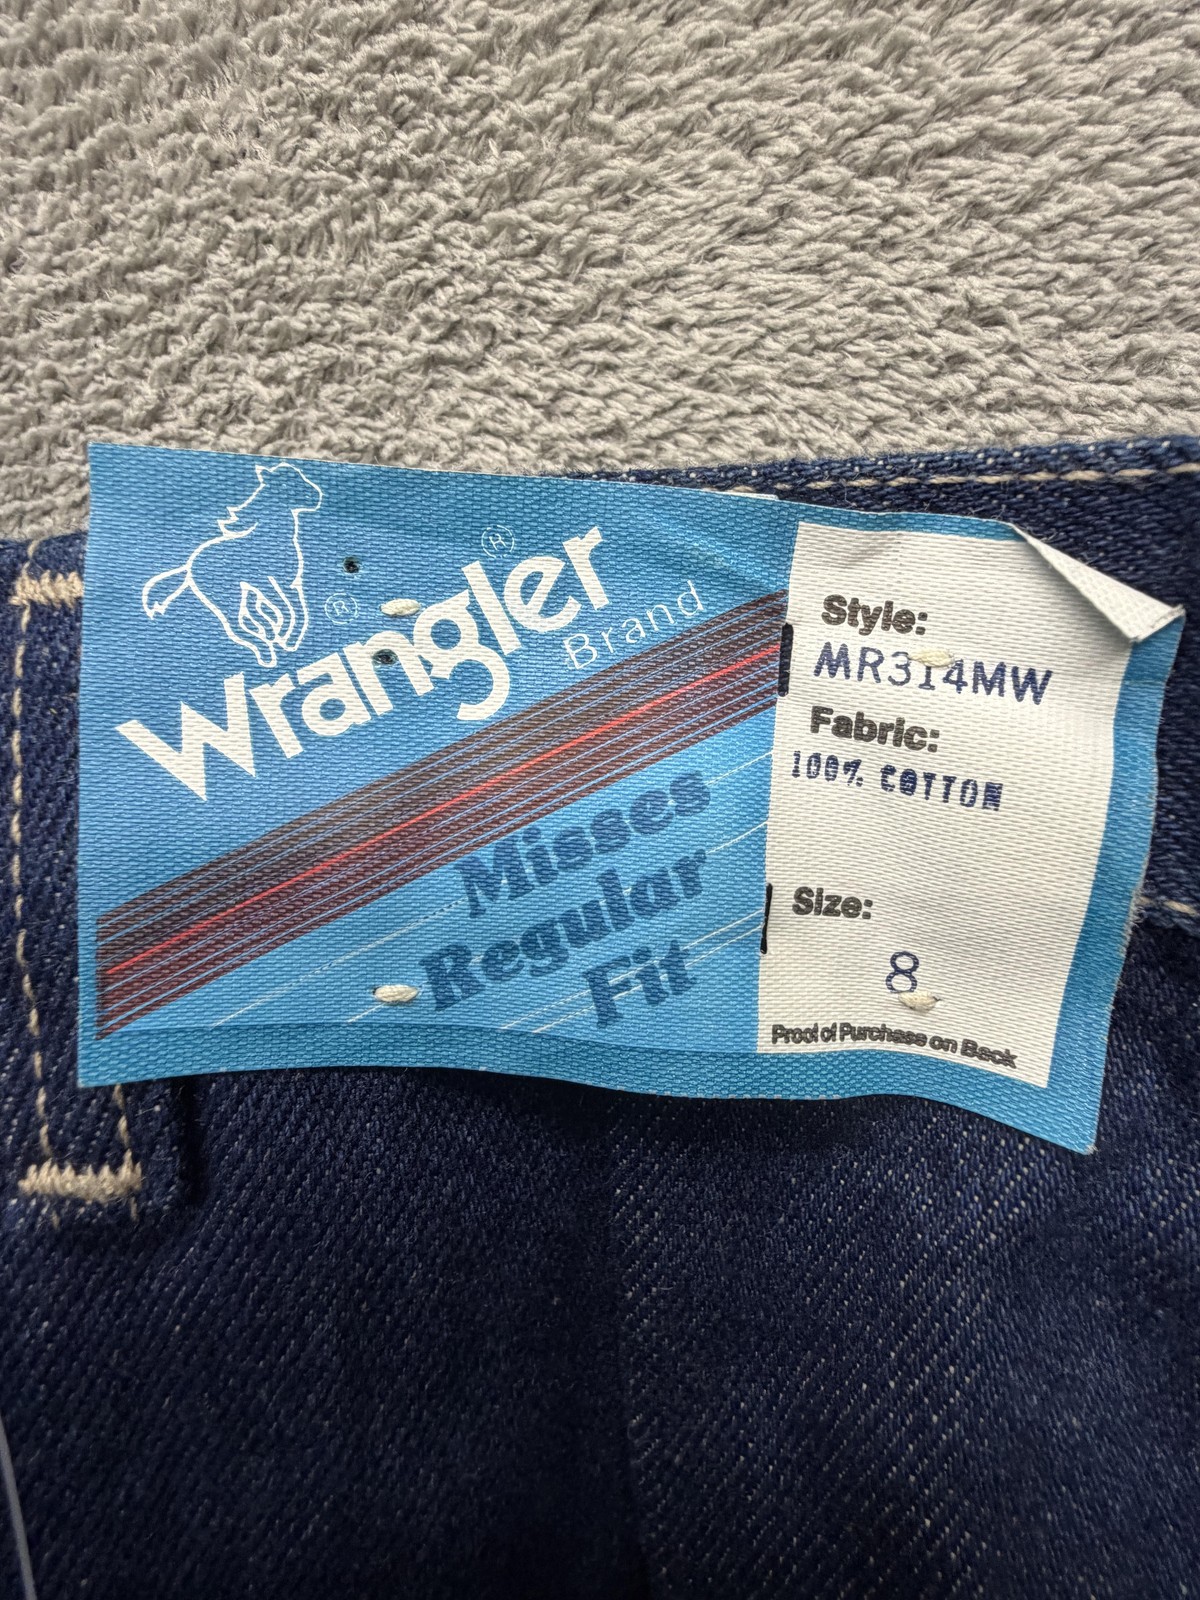 Wrangler ®
®
Brand
Misses
Regular
Fit
Style:
MR314MW
Fabric:
100% COTTON
Size:
8
Proof of Purchase on Back